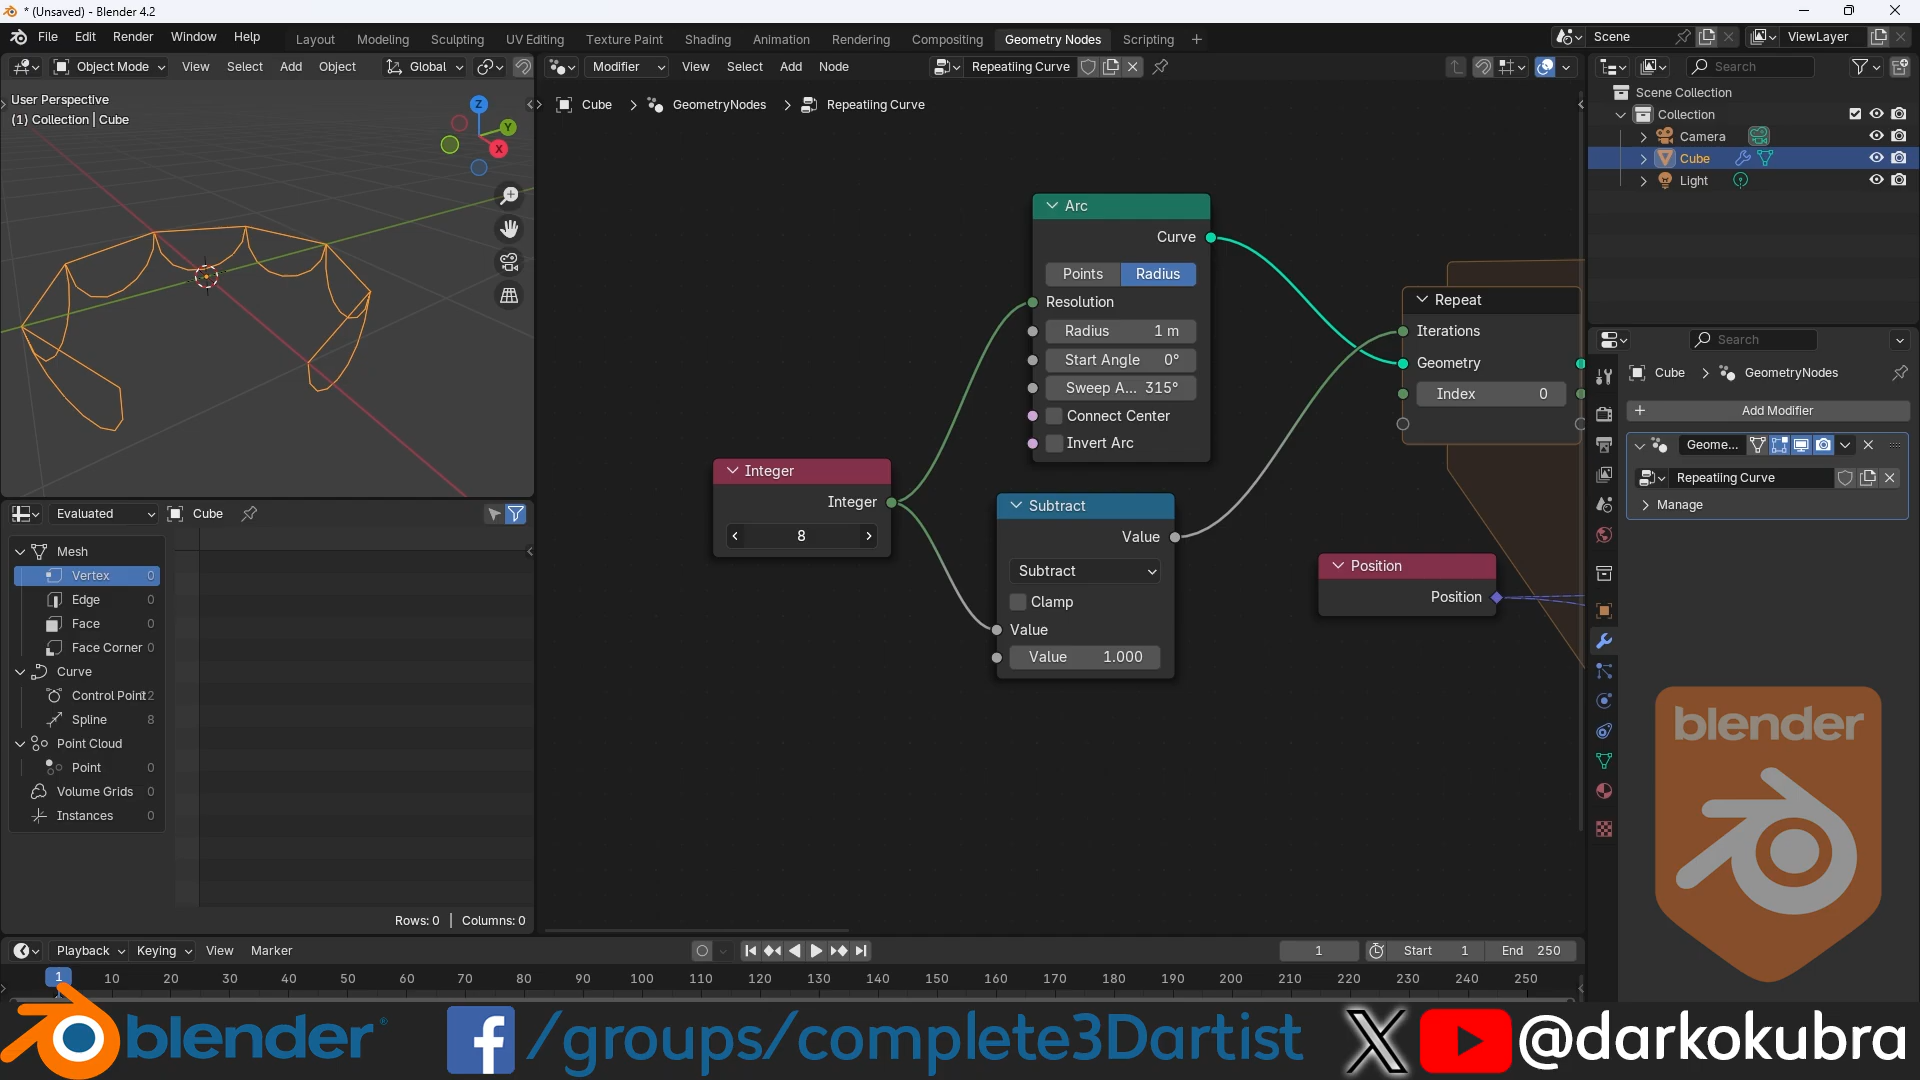 * (Unsaved) - Blender 4.2
File Edit Render Window Help
Layout Modeling Sculpting UV Editing Texture Paint Shading Animation Rendering Compositing Geometry Nodes Scripting +
Scene
ViewLayer
Object Mode View Select Add Object Global
Modifier View Select Add Node Repeatiing Curve
Search
User Perspective
(1) Collection | Cube
Z
Y
X
Cube > GeometryNodes > Repeatiing Curve
Scene Collection
Collection
Camera
Cube
Light
Arc
Curve
Points Radius
Resolution
Radius 1 m
Start Angle 0°
Sweep A... 315°
Connect Center
Invert Arc
Repeat
Iterations
Geometry
Index 0
Integer
Integer
8
Subtract
Value
Subtract
Clamp
Value
Value 1.000
Position
Position
Search
Cube > GeometryNodes
+ Add Modifier
Geome...
Repeatiing Curve
Manage
blender
Evaluated Cube
Mesh
Vertex 0
Edge 0
Face 0
Face Corner 0
Curve
Control Point 2
Spline 8
Point Cloud
Point 0
Volume Grids 0
Instances 0
Rows: 0 | Columns: 0
Playback Keying View Marker
1
Start 1
End 250
1 10 20 30 40 50 60 70 80 90 100 110 120 130 140 150 160 170 180 190 200 210 220 230 240 250
blender
f /groups/complete3Dartist X @darkokubra